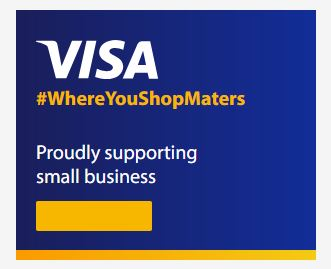 VISA
#WhereYouShopMaters
Proudly supporting
small business